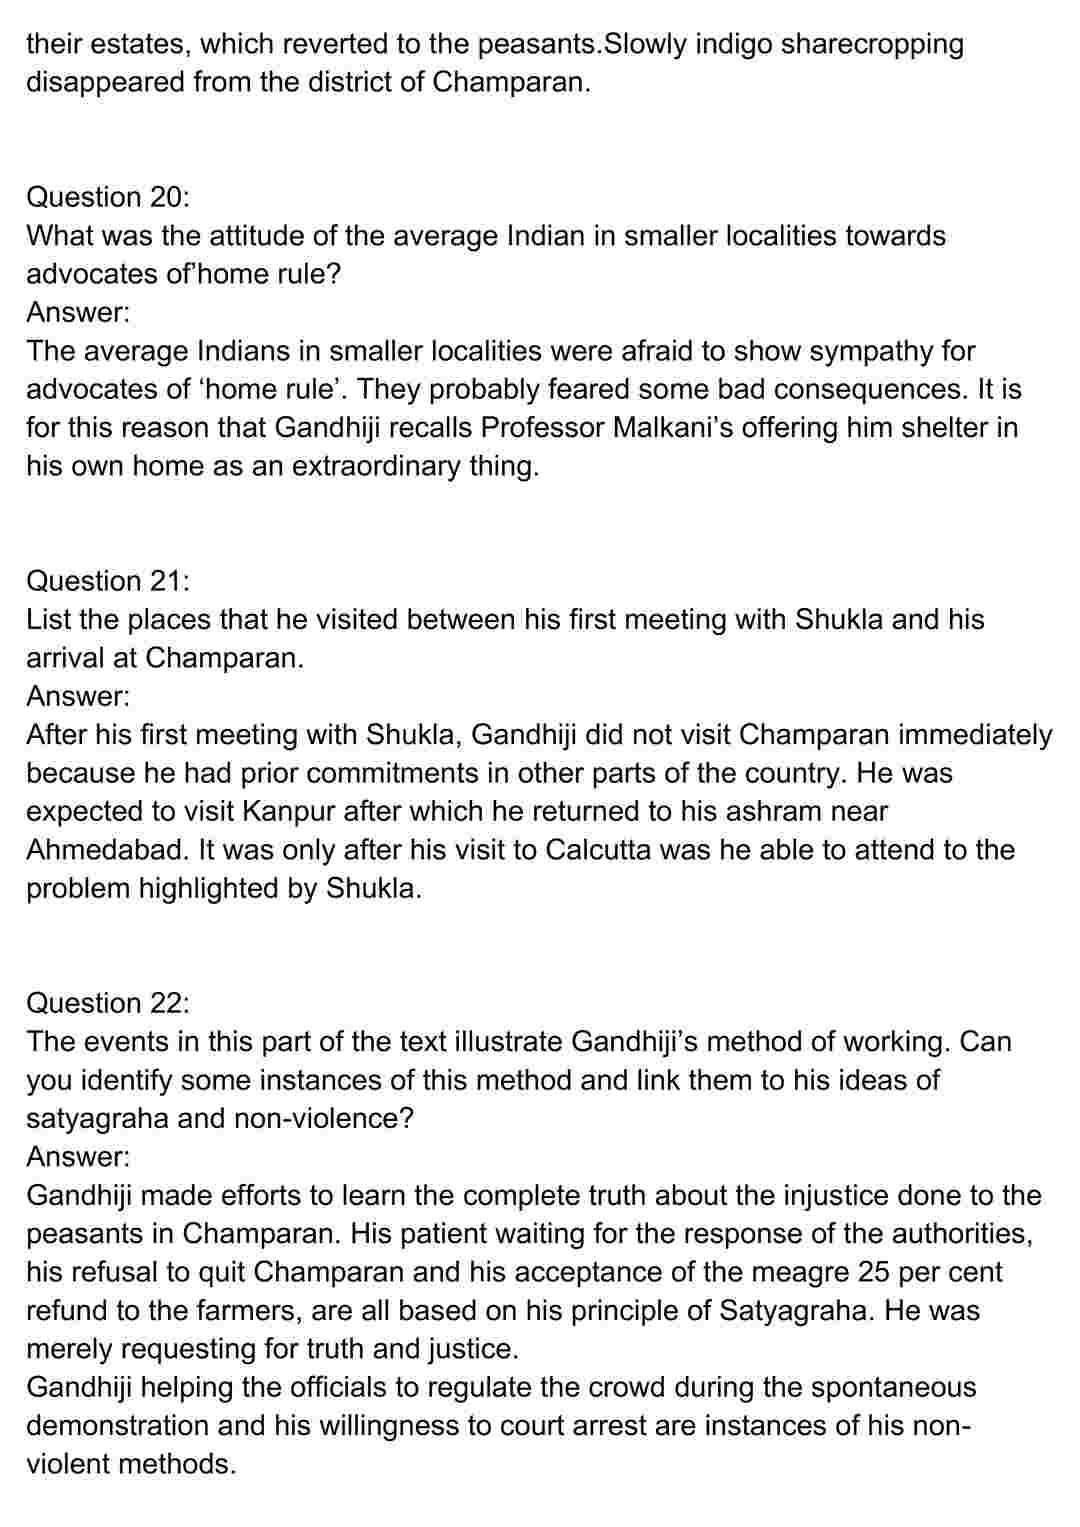 their estates, which reverted to the peasants.Slowly indigo sharecropping
disappeared from the district of Champaran.
Question 20:
What was the attitude of the average Indian in smaller localities towards
advocates of’home rule?
Answer:
The average Indians in smaller localities were afraid to show sympathy for
advocates of ‘home rule’. They probably feared some bad consequences. It is
for this reason that Gandhiji recalls Professor Malkani’s offering him shelter in
his own home as an extraordinary thing.
Question 21:
List the places that he visited between his first meeting with Shukla and his
arrival at Champaran.
Answer:
After his first meeting with Shukla, Gandhiji did not visit Champaran immediately
because he had prior commitments in other parts of the country. He was
expected to visit Kanpur after which he returned to his ashram near
Ahmedabad. It was only after his visit to Calcutta was he able to attend to the
problem highlighted by Shukla.
Question 22:
The events in this part of the text illustrate Gandhiji’s method of working. Can
you identify some instances of this method and link them to his ideas of
satyagraha and non-violence?
Answer:
Gandhiji made efforts to learn the complete truth about the injustice done to the
peasants in Champaran. His patient waiting for the response of the authorities,
his refusal to quit Champaran and his acceptance of the meagre 25 per cent
refund to the farmers, are all based on his principle of Satyagraha. He was
merely requesting for truth and justice.
Gandhiji helping the officials to regulate the crowd during the spontaneous
demonstration and his willingness to court arrest are instances of his non-
violent methods.